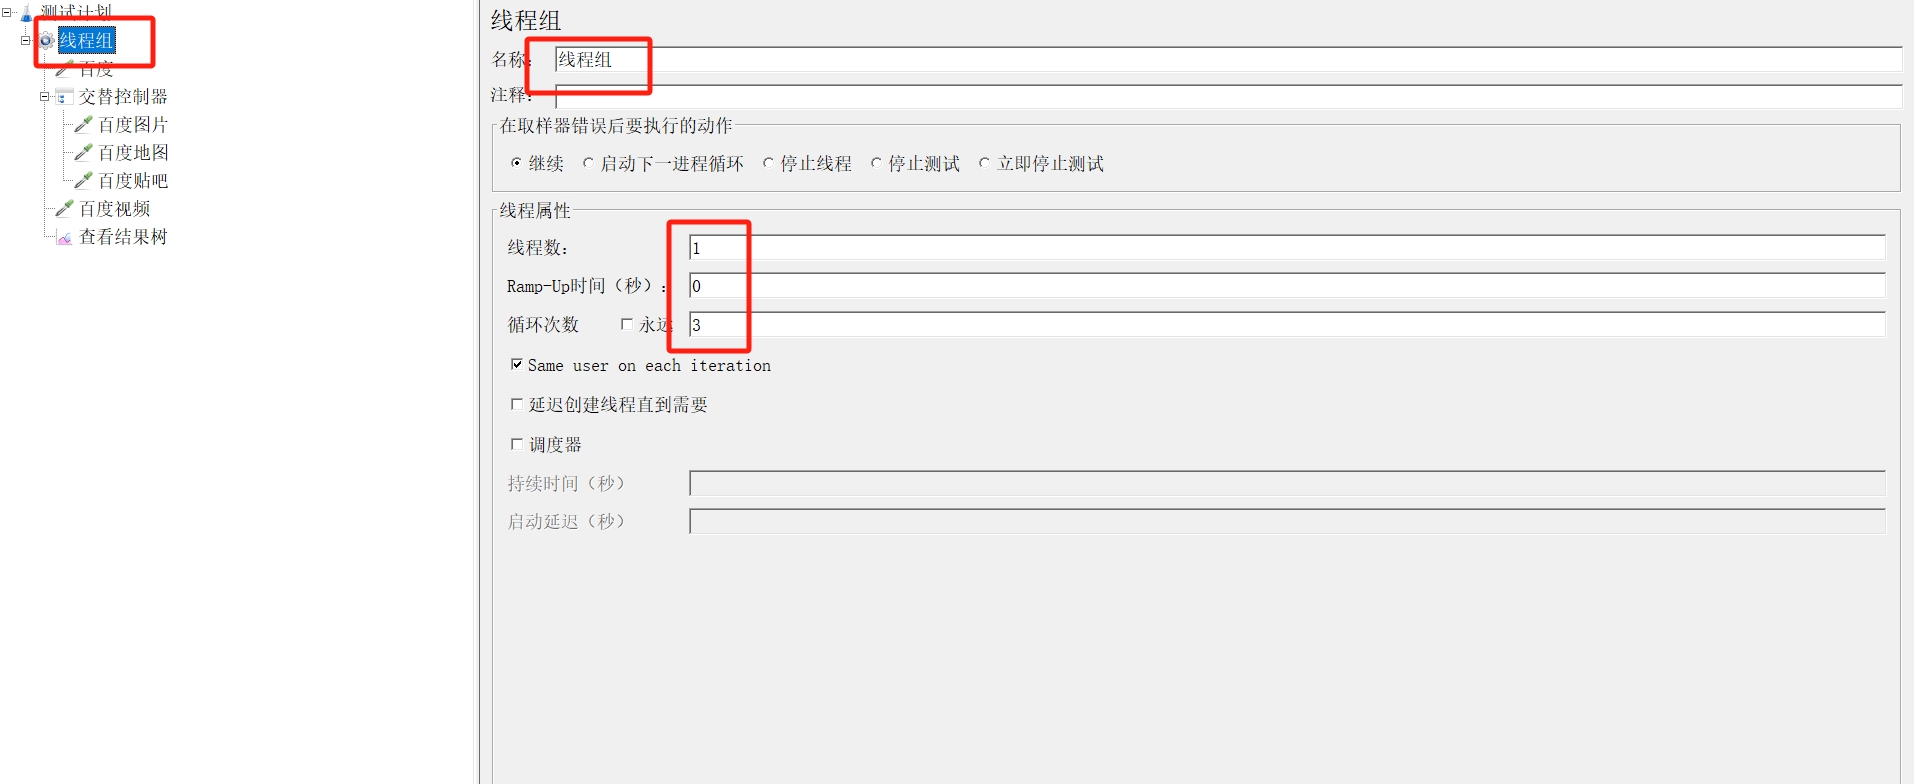 测试计划
线程组
百度
交替控制器
百度图片
百度地图
百度贴吧
百度视频
查看结果树
线程组
名称: 线程组
注释:
在取样器错误后要执行的动作
继续 启动下一进程循环 停止线程 停止测试 立即停止测试
线程属性
线程数: 1
Ramp-Up时间（秒）: 0
循环次数 永远 3
Same user on each iteration
延迟创建线程直到需要
调度器
持续时间（秒）
启动延迟（秒）